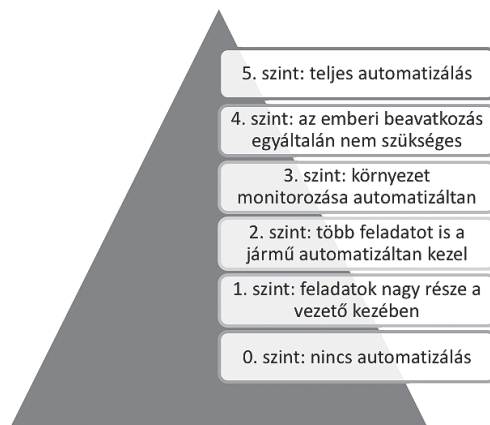 5. szint: teljes automatizálás
4. szint: az emberi beavatkozás
egyáltalán nem szükséges
3. szint: környezet
monitorozása automatizáltan
2. szint: több feladatot is a
jármű automatizáltan kezel
1. szint: feladatok nagy része a
vezető kezében
0. szint: nincs automatizálás